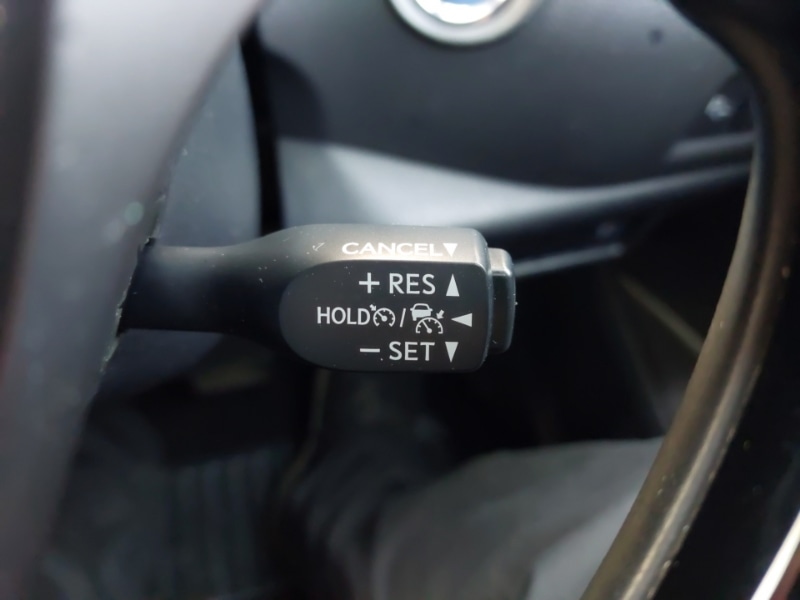 CANCEL▼
+ RES ▲
HOLD / ◄
− SET ▼